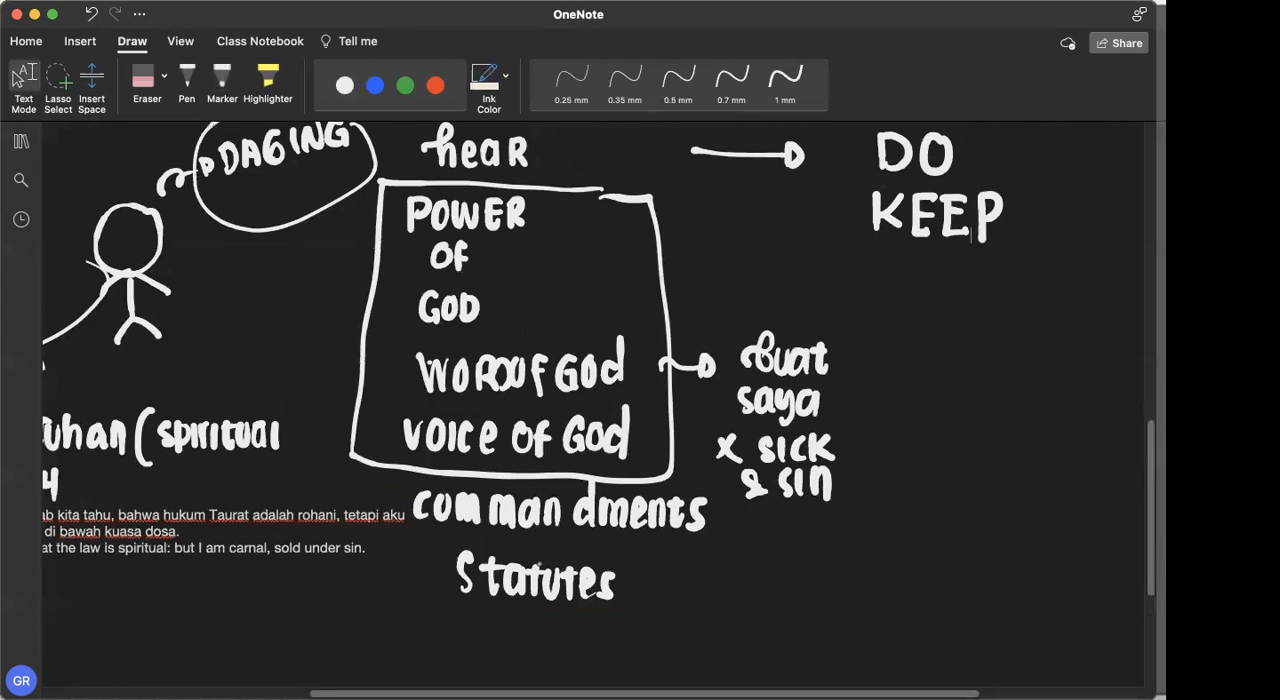 OneNote
Home Insert Draw View Class Notebook Tell me
Share
Text Mode
Lasso Select
Insert Space
Eraser
Pen
Marker
Highlighter
Ink Color
0.25 mm
0.35 mm
0.5 mm
0.7 mm
1 mm
DAGING
hear
DO
KEEP
POWER
OF
GOD
WORD OF GOD
VOICE OF GOD
buat
saya
x SICK
& SIN
uhan (spiritual
4
ab kita tahu, bahwa hukum Taurat adalah rohani, tetapi aku
di bawah kuasa dosa.
at the law is spiritual: but I am carnal, sold under sin.
commandments
Statutes
GR